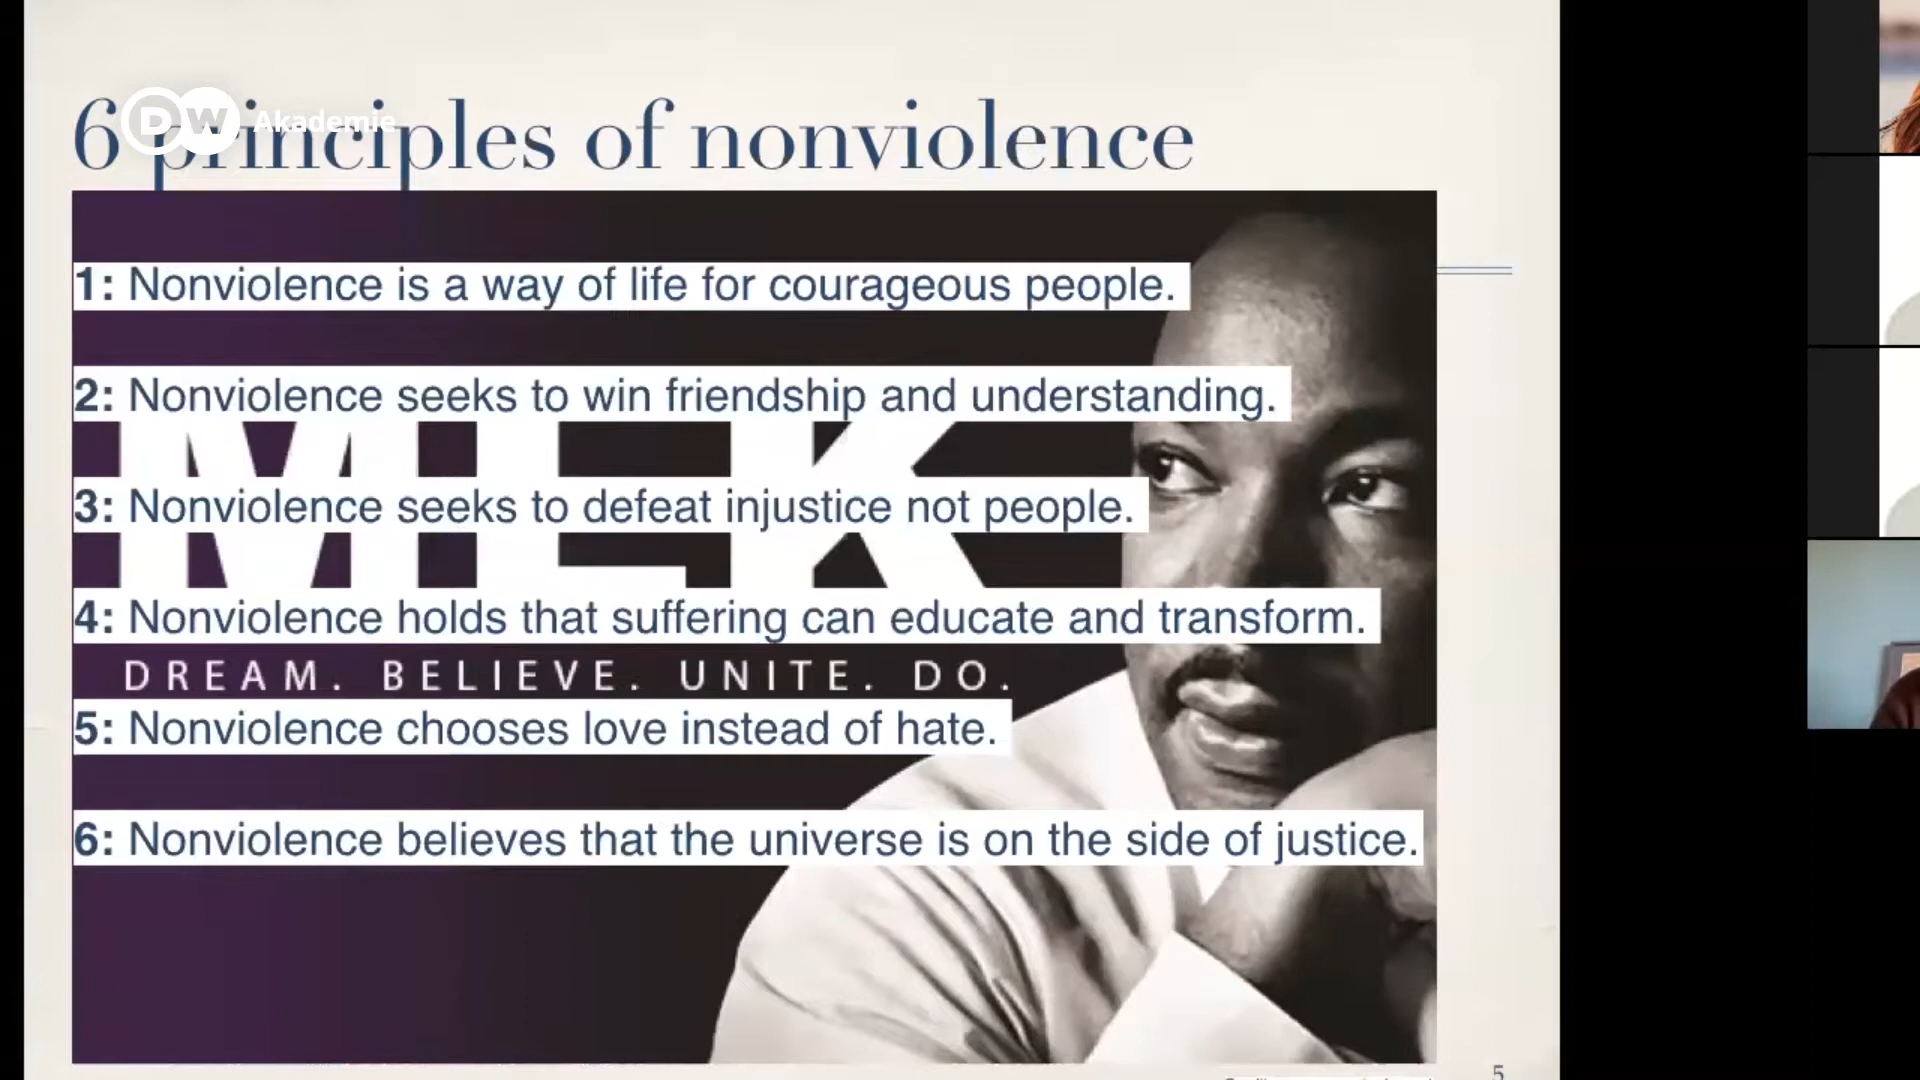 6 principles of nonviolence
DW Akademie
1: Nonviolence is a way of life for courageous people.
2: Nonviolence seeks to win friendship and understanding.
MLK
3: Nonviolence seeks to defeat injustice not people.
4: Nonviolence holds that suffering can educate and transform.
DREAM. BELIEVE. UNITE. DO.
5: Nonviolence chooses love instead of hate.
6: Nonviolence believes that the universe is on the side of justice.
5